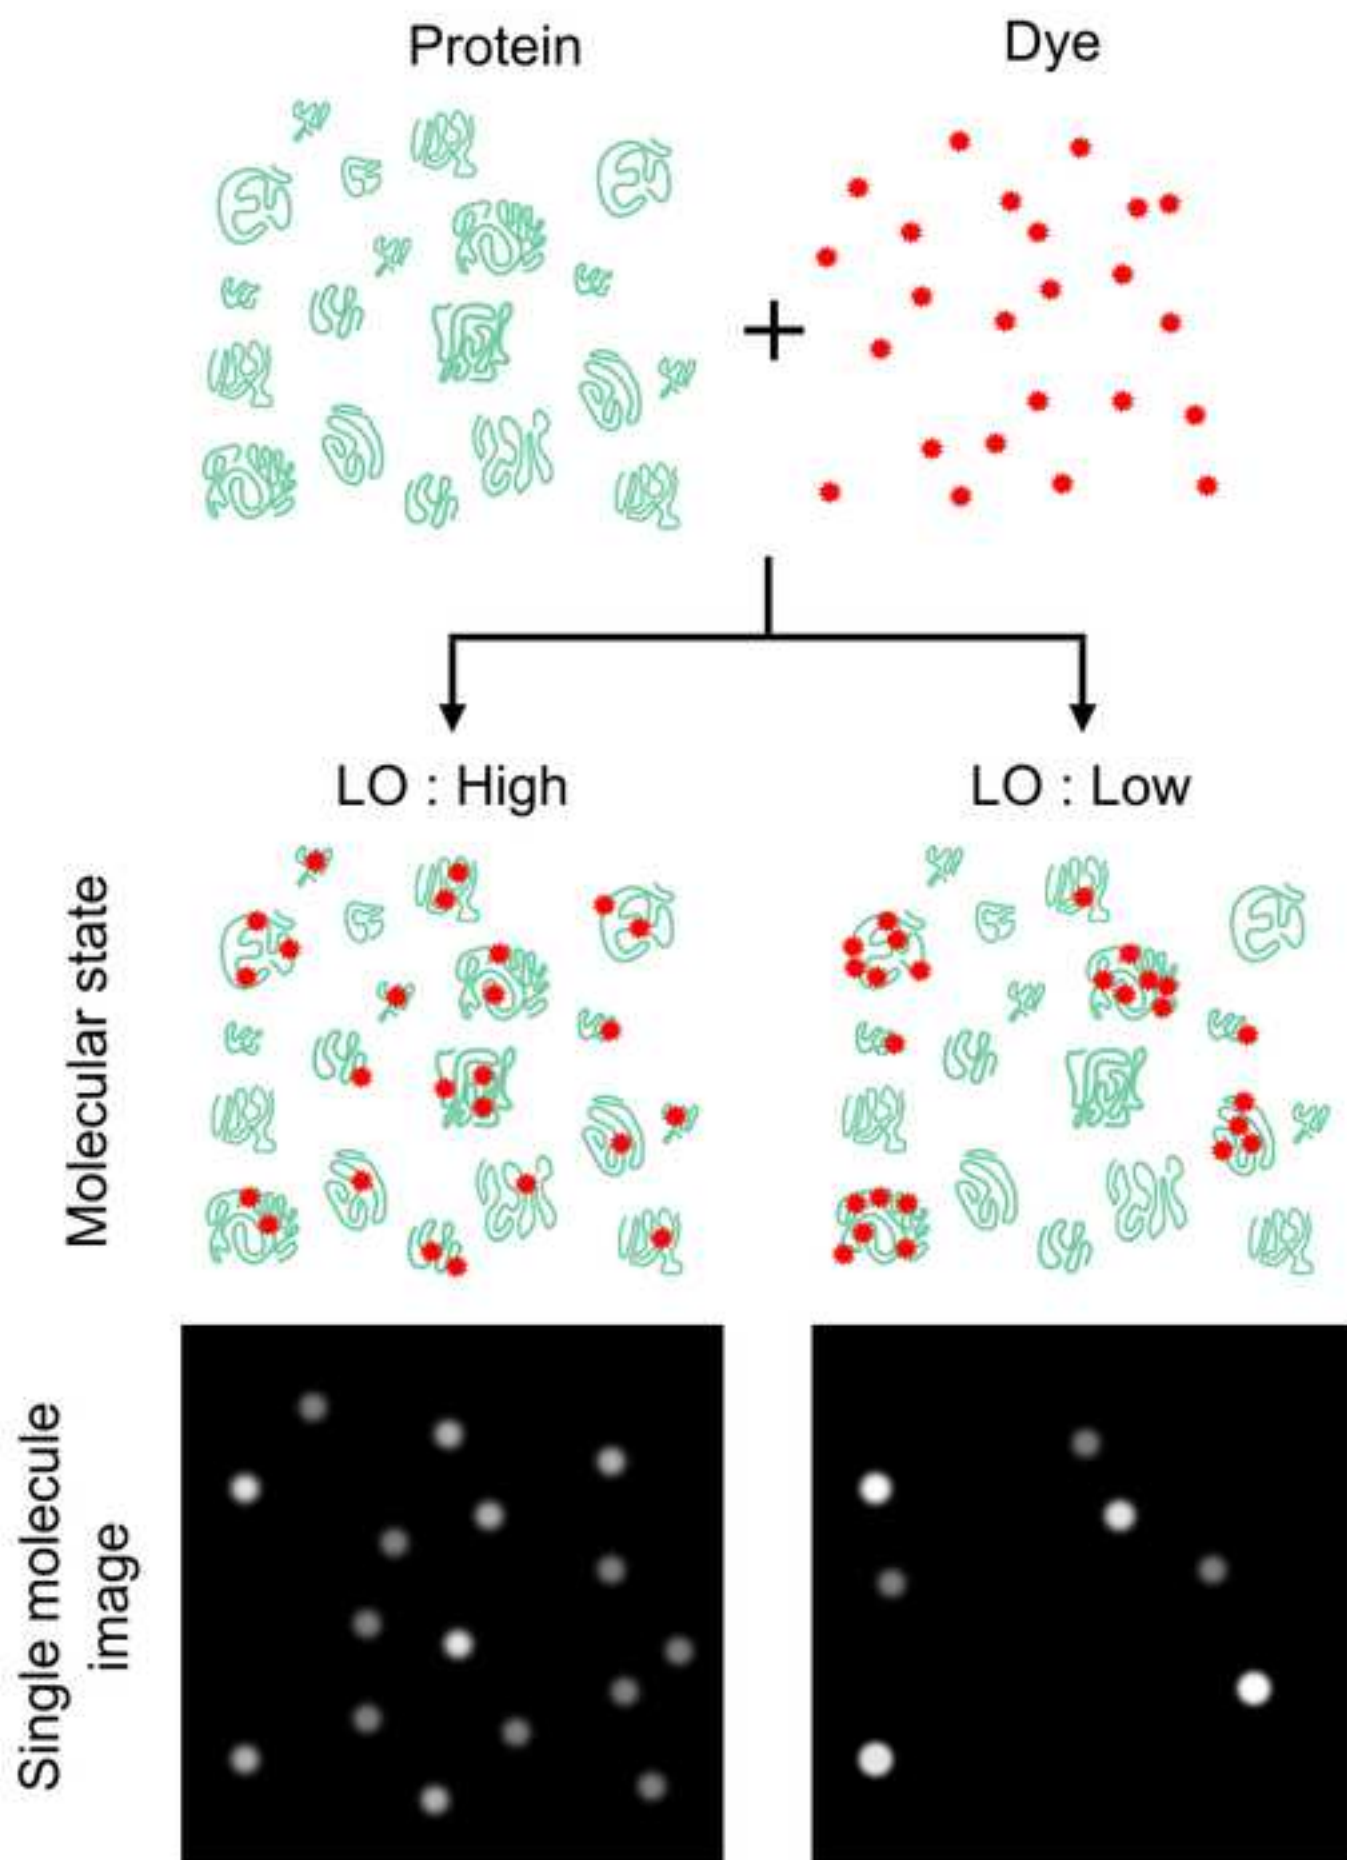 Protein
Dye
+
LO : High
LO : Low
Molecular state
Single molecule
image